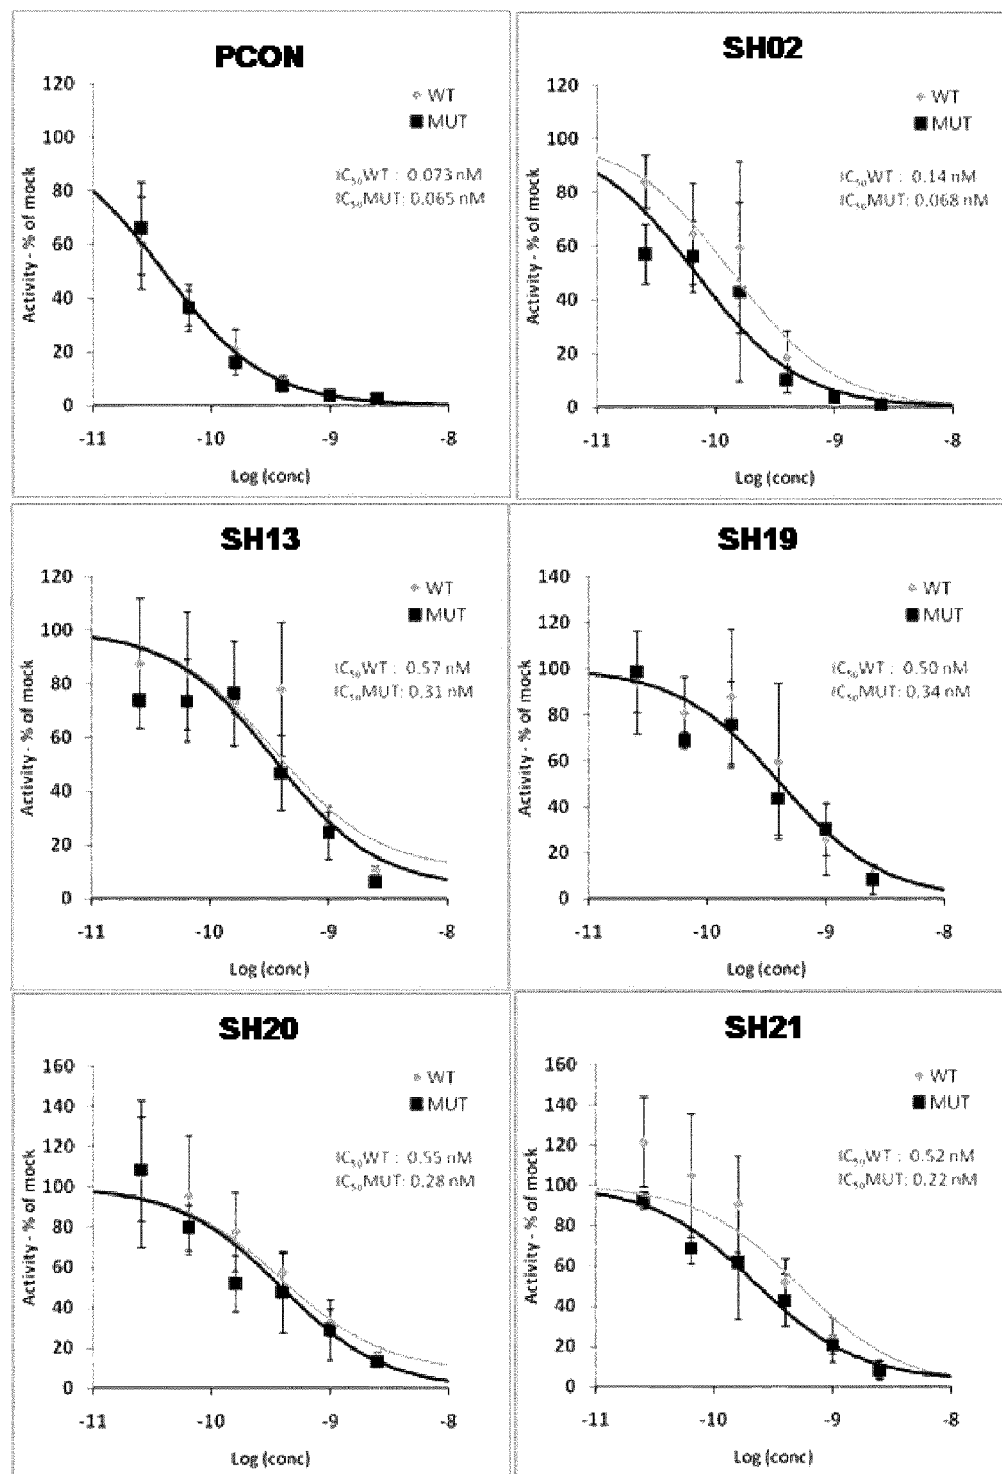 PCON
120
100
80
60
40
20
0
Activity - % of mock
WT
MUT
IC₅₀WT : 0.073 nM
IC₅₀MUT: 0.065 nM
-11 -10 -9 -8
Log (conc)
SH02
120
100
80
60
40
20
0
Activity - % of mock
WT
MUT
IC₅₀WT : 0.14 nM
IC₅₀MUT: 0.068 nM
-11 -10 -9 -8
Log (conc)
SH13
120
100
80
60
40
20
0
Activity - % of mock
WT
MUT
IC₅₀WT : 0.57 nM
IC₅₀MUT: 0.31 nM
-11 -10 -9 -8
Log (conc)
SH19
140
120
100
80
60
40
20
0
Activity - % of mock
WT
MUT
IC₅₀WT : 0.50 nM
IC₅₀MUT: 0.34 nM
-11 -10 -9 -8
Log (conc)
SH20
160
140
120
100
80
60
40
20
0
Activity - % of mock
WT
MUT
IC₅₀WT : 0.55 nM
IC₅₀MUT: 0.28 nM
-11 -10 -9 -8
Log (conc)
SH21
160
140
120
100
80
60
40
20
0
Activity - % of mock
WT
MUT
IC₅₀WT : 0.52 nM
IC₅₀MUT: 0.22 nM
-11 -10 -9 -8
Log (conc)